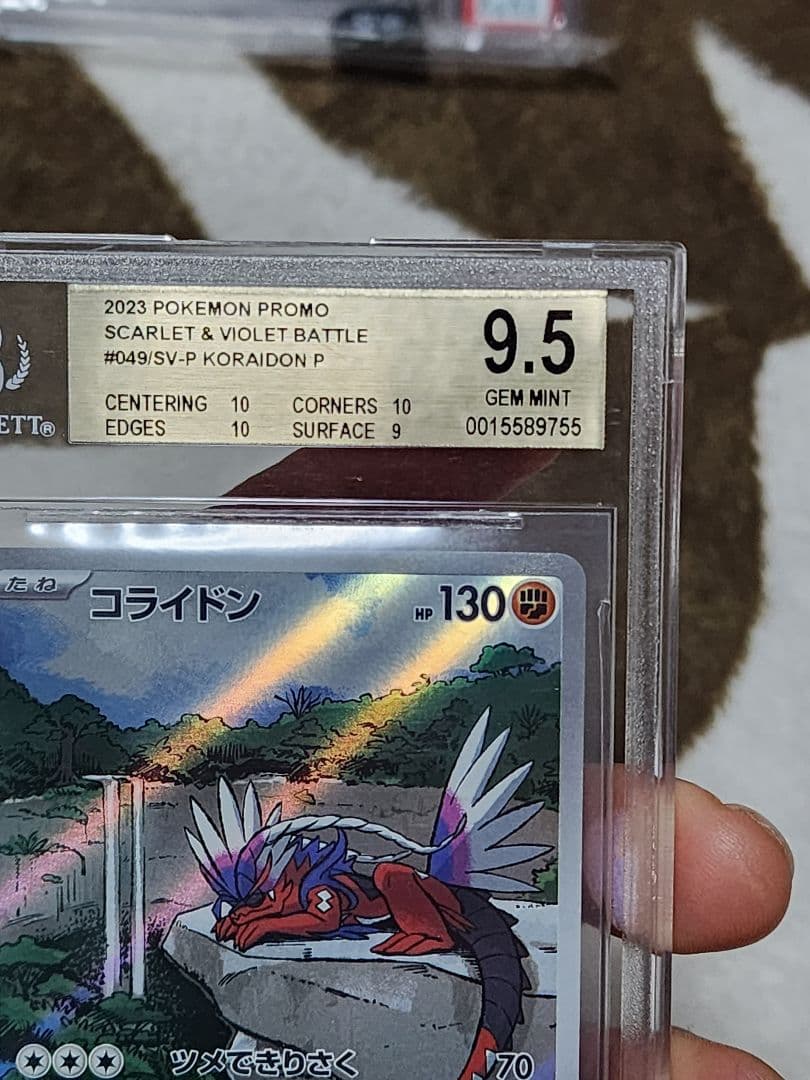 2023 POKEMON PROMO
SCARLET & VIOLET BATTLE
#049/SV-P KORAIDON P
CENTERING 10 CORNERS 10
EDGES 10 SURFACE 9
9.5
GEM MINT
0015589755
ETT®
たね コライドン HP 130
ツメできりさく 70